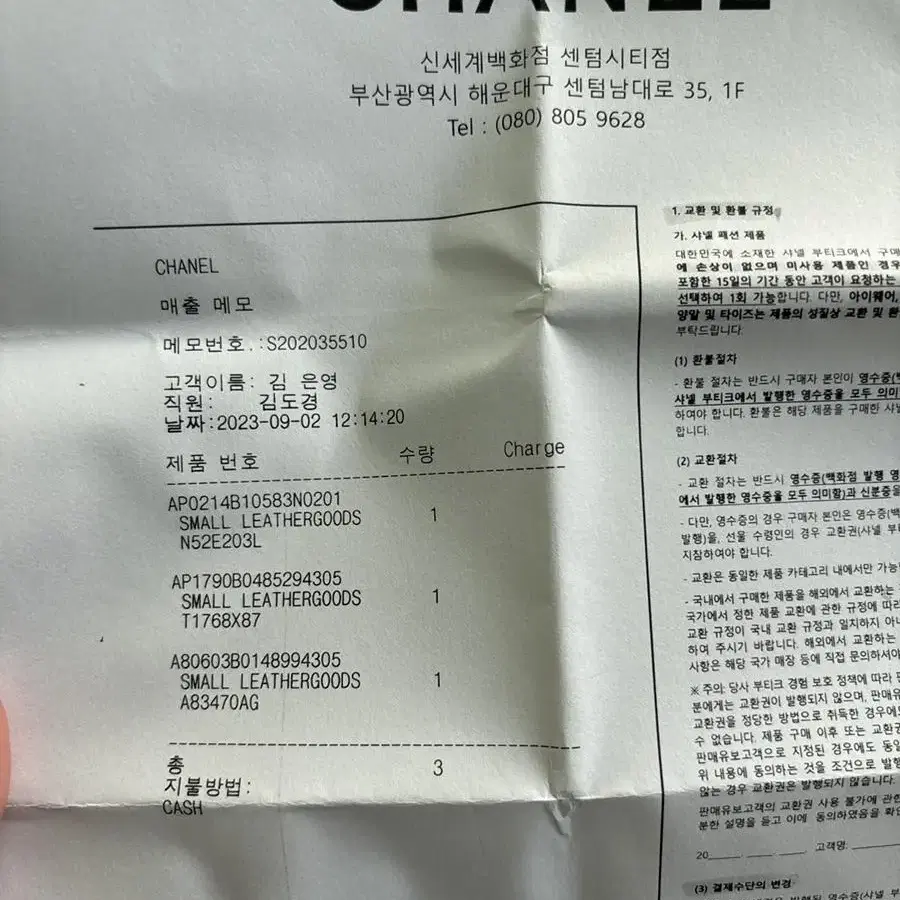 CHANEL
신세계백화점 센텀시티점
부산광역시 해운대구 센텀남대로 35, 1F
Tel : (080) 805 9628
CHANEL
매출 메모
메모번호.:S202035510
고객이름: 김 은영
직원: 김도경
날짜:2023-09-02 12:14:20
제품 번호 수량 Charge
AP0214B10583N0201
SMALL LEATHERGOODS 1
N52E203L
AP1790B0485294305
SMALL LEATHERGOODS 1
T1768X87
A80603B0148994305
SMALL LEATHERGOODS 1
A83470AG
총 3
지불방법:
CASH
1. 교환 및 환불 규정
가. 샤넬 패션 제품
대한민국에 소재한 샤넬 부티크에서 구매
에 손상이 없으며 미사용 제품인 경우
포함한 15일의 기간 동안 고객이 요청하는
선택하여 1회 가능합니다. 다만, 아이웨어,
양말 및 타이즈는 제품의 성질상 교환 및 환
부탁드립니다.
(1) 환불절차
- 환불 절차는 반드시 구매자 본인이 영수증(백
샤넬 부티크에서 발행한 영수증을 모두 의미
하여야 합니다. 환불은 해당 제품을 구매한 샤넬
합니다.
(2) 교환절차
- 교환 절차는 반드시 영수증(백화점 발행 영
에서 발행한 영수증을 모두 의미함)과 신분증을
- 다만, 영수증의 경우 구매자 본인은 영수증(백
발행)을, 선물 수령인의 경우 교환권(샤넬 부티
지참하여야 합니다.
- 교환은 동일한 제품 카테고리 내에서만 가능
- 국내에서 구매한 제품을 해외에서 교환하는
국가에서 정한 제품 교환에 관한 규정에 따라
교환 규정이 국내 교환 규정과 일치하지 아니
하여 주시기 바랍니다. 해외에서 교환하는
사항은 해당 국가 매장 등에 직접 문의하셔야
※ 주의: 당사 부티크 경험 보호 정책에 따라 판
분에게는 교환권이 발행되지 않으며, 판매유보
교환권을 정당한 방법으로 취득한 경우에도
수 없습니다. 제품 구매 이후 또는 교환권
판매유보고객으로 지정된 경우에도 동일
위 내용에 동의하는 것을 조건으로 발행
않는 경우 교환권은 발행되지 않습니다.
판매유보고객의 교환권 사용 불가에 관한
분한 설명을 듣고 이에 동의하였음을 확인
20____ . ____ . ____ 고객명:
(3) 결제수단의 변경